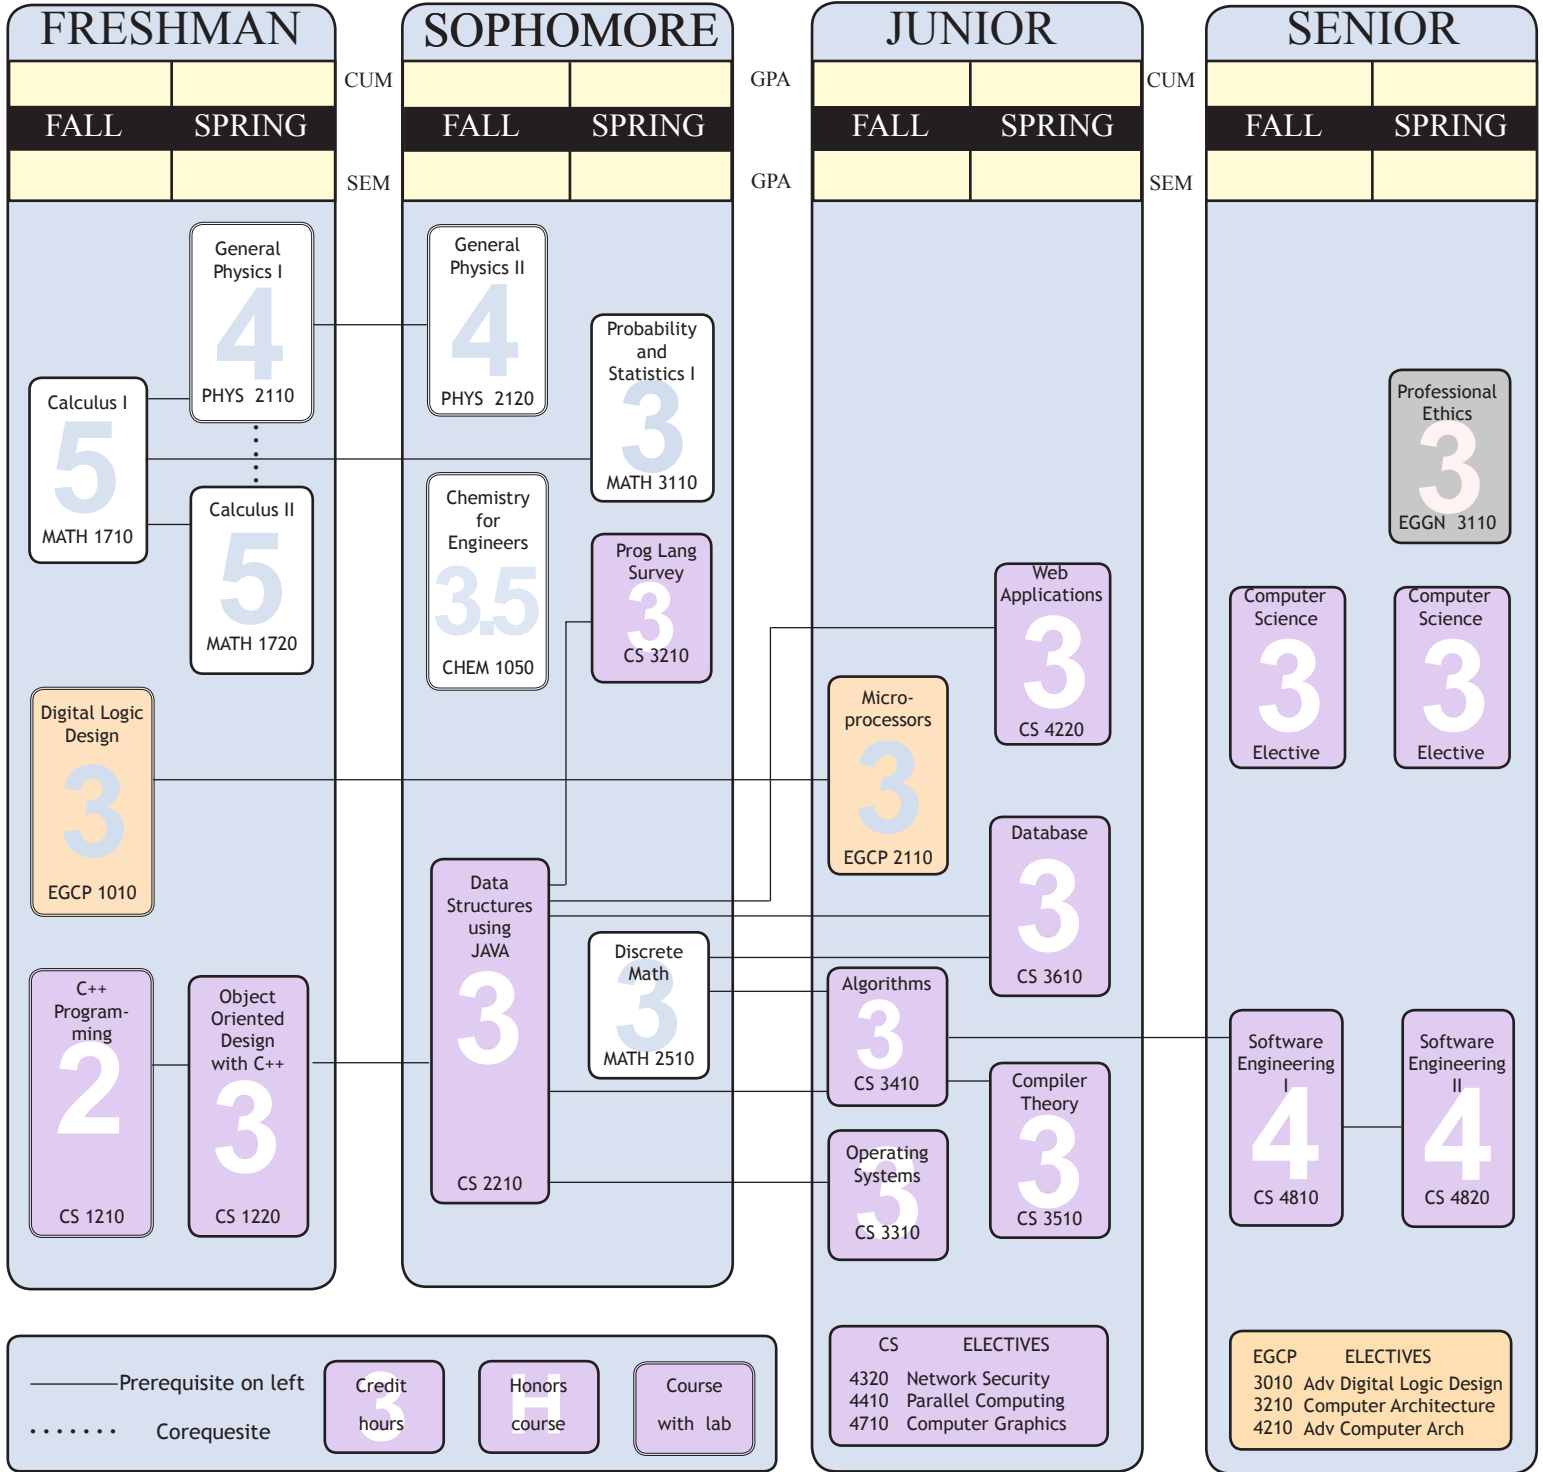 FRESHMAN
SOPHOMORE
JUNIOR
SENIOR
CUM
GPA
CUM
FALL
SPRING
FALL
SPRING
FALL
SPRING
FALL
SPRING
SEM
GPA
SEM
General
Physics I
4
PHYS 2110
Calculus I
5
MATH 1710
Calculus II
5
MATH 1720
Digital Logic
Design
3
EGCP 1010
C++
Program-
ming
2
CS 1210
Object
Oriented
Design
with C++
3
CS 1220
General
Physics II
4
PHYS 2120
Probability
and
Statistics I
3
MATH 3110
Chemistry
for
Engineers
3.5
CHEM 1050
Prog Lang
Survey
3
CS 3210
Data
Structures
using
JAVA
3
CS 2210
Discrete
Math
3
MATH 2510
Web
Applications
3
CS 4220
Micro-
processors
3
EGCP 2110
Database
3
CS 3610
Algorithms
3
CS 3410
Compiler
Theory
3
CS 3510
Operating
Systems
3
CS 3310
Professional
Ethics
3
EGGN 3110
Computer
Science
3
Elective
Computer
Science
3
Elective
Software
Engineering
I
4
CS 4810
Software
Engineering
II
4
CS 4820
Prerequisite on left
Corequesite
Credit
3
hours
Honors
H
course
Course
with lab
CS ELECTIVES
4320 Network Security
4410 Parallel Computing
4710 Computer Graphics
EGCP ELECTIVES
3010 Adv Digital Logic Design
3210 Computer Architecture
4210 Adv Computer Arch